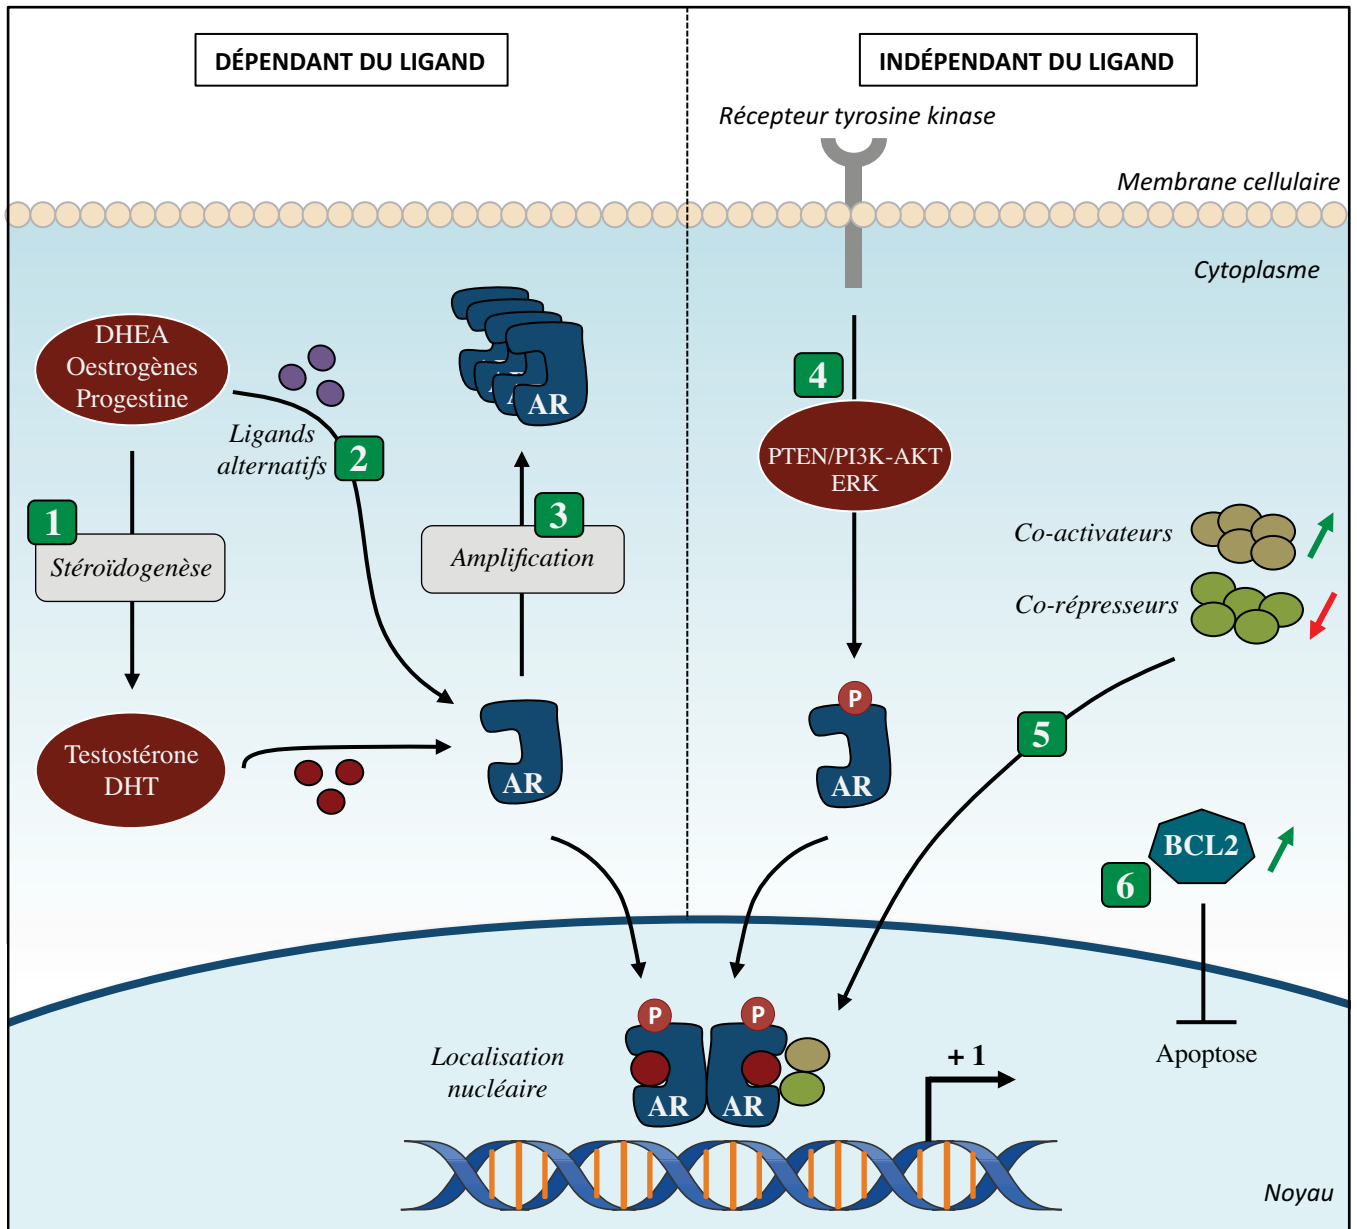 DÉPENDANT DU LIGAND
INDÉPENDANT DU LIGAND
Récepteur tyrosine kinase
Membrane cellulaire
Cytoplasme
DHEA
Oestrogènes
Progestine
Ligands
alternatifs
2
1
Stéroïdogenèse
AR
3
Amplification
4
PTEN/PI3K-AKT
ERK
Co-activateurs
Co-répresseurs
Testostérone
DHT
AR
P
AR
5
BCL2
6
Apoptose
P
P
AR
AR
Localisation
nucléaire
+ 1
Noyau